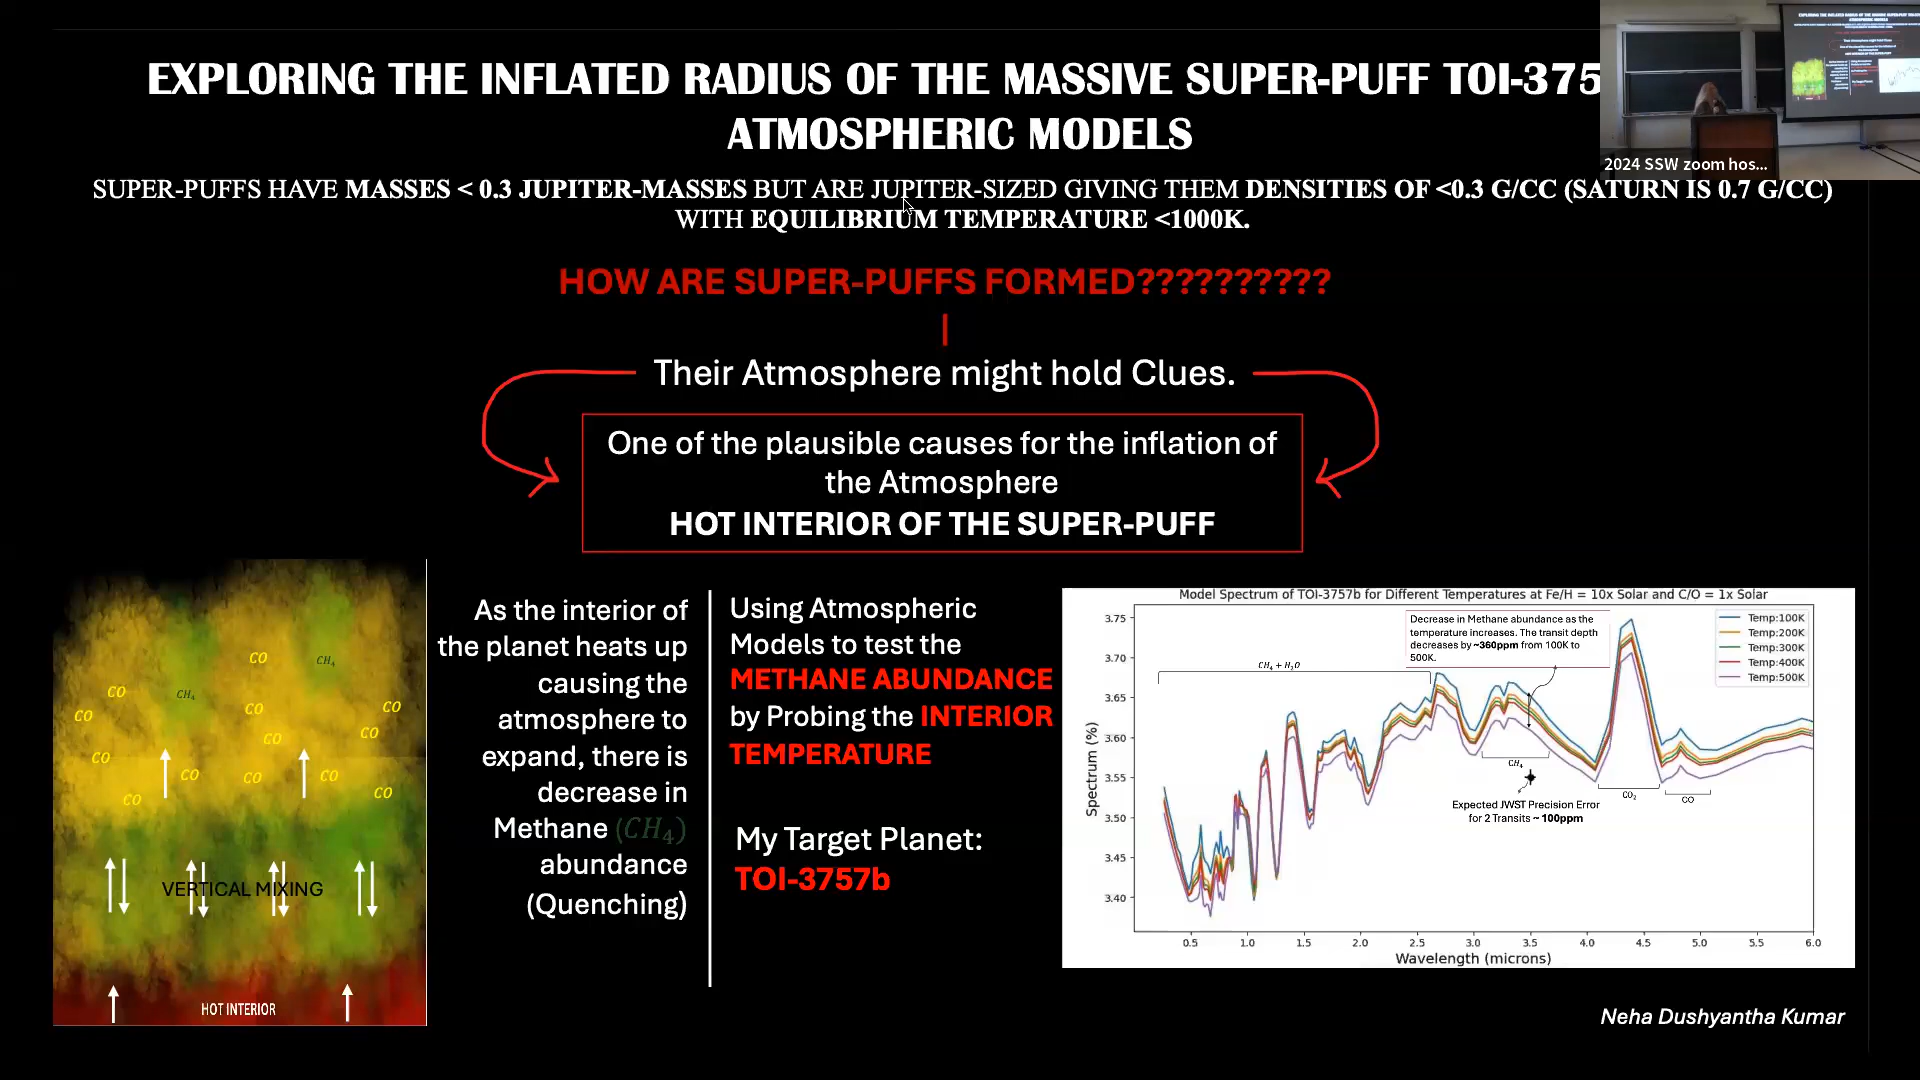 EXPLORING THE INFLATED RADIUS OF THE MASSIVE SUPER-PUFF TOI-375
ATMOSPHERIC MODELS
SUPER-PUFFS HAVE MASSES < 0.3 JUPITER-MASSES BUT ARE JUPITER-SIZED GIVING THEM DENSITIES OF <0.3 G/CC (SATURN IS 0.7 G/CC)
WITH EQUILIBRIUM TEMPERATURE <1000K.
2024 SSW zoom hos...
HOW ARE SUPER-PUFFS FORMED??????????
Their Atmosphere might hold Clues.
One of the plausible causes for the inflation of
the Atmosphere
HOT INTERIOR OF THE SUPER-PUFF
CO
CH₄
CO
CH₄
CO
CO
CO
CO
CO
CO
CO
CO
CO
CO
CO
VERTICAL MIXING
HOT INTERIOR
As the interior of
the planet heats up
causing the
atmosphere to
expand, there is
decrease in
Methane (CH₄)
abundance
(Quenching)
Using Atmospheric
Models to test the
METHANE ABUNDANCE
by Probing the INTERIOR
TEMPERATURE
My Target Planet:
TOI-3757b
Model Spectrum of TOI-3757b for Different Temperatures at Fe/H = 10x Solar and C/O = 1x Solar
Decrease in Methane abundance as the
temperature increases. The transit depth
decreases by ~360ppm from 100K to
500K.
Temp:100K
Temp:200K
Temp:300K
Temp:400K
Temp:500K
CH₄ + H₂O
CH₄
CO₂
CO
Expected JWST Precision Error
for 2 Transits ~ 100ppm
Spectrum (%)
3.75
3.70
3.65
3.60
3.55
3.50
3.45
3.40
0.5 1.0 1.5 2.0 2.5 3.0 3.5 4.0 4.5 5.0 5.5 6.0
Wavelength (microns)
Neha Dushyantha Kumar